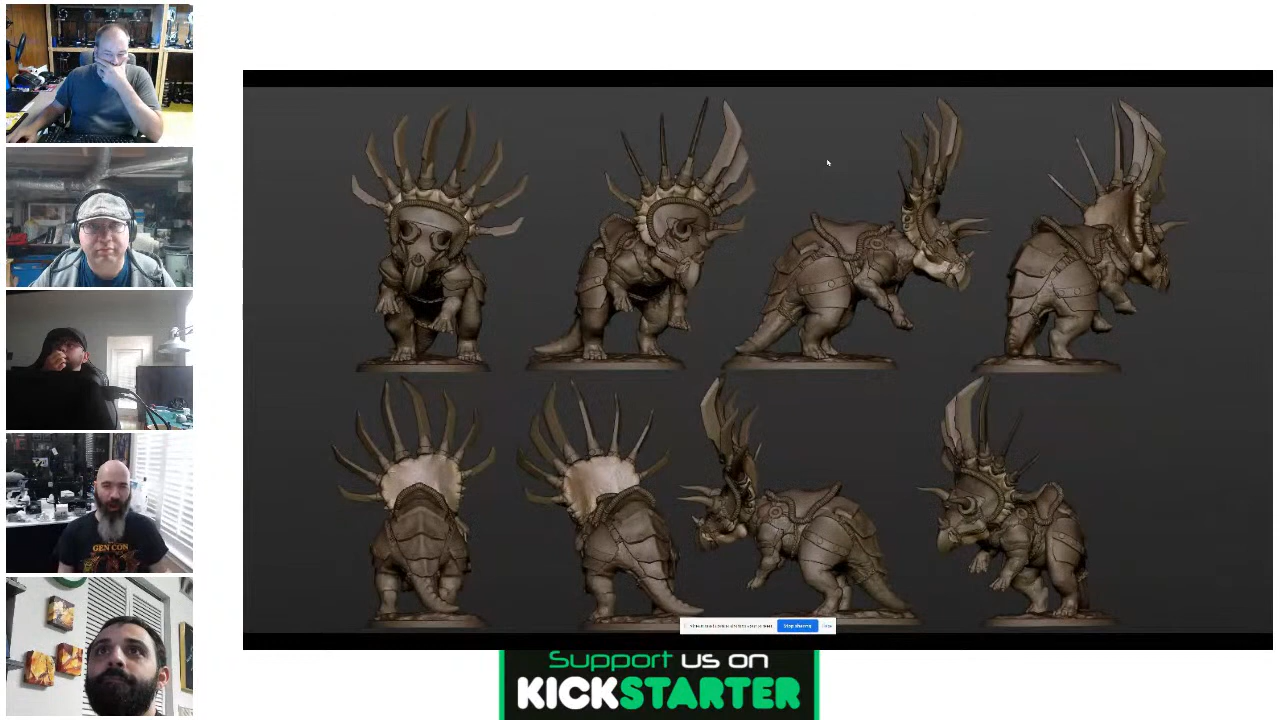 GEN CON
Stop sharing
Hide
Support us on
KICKSTARTER